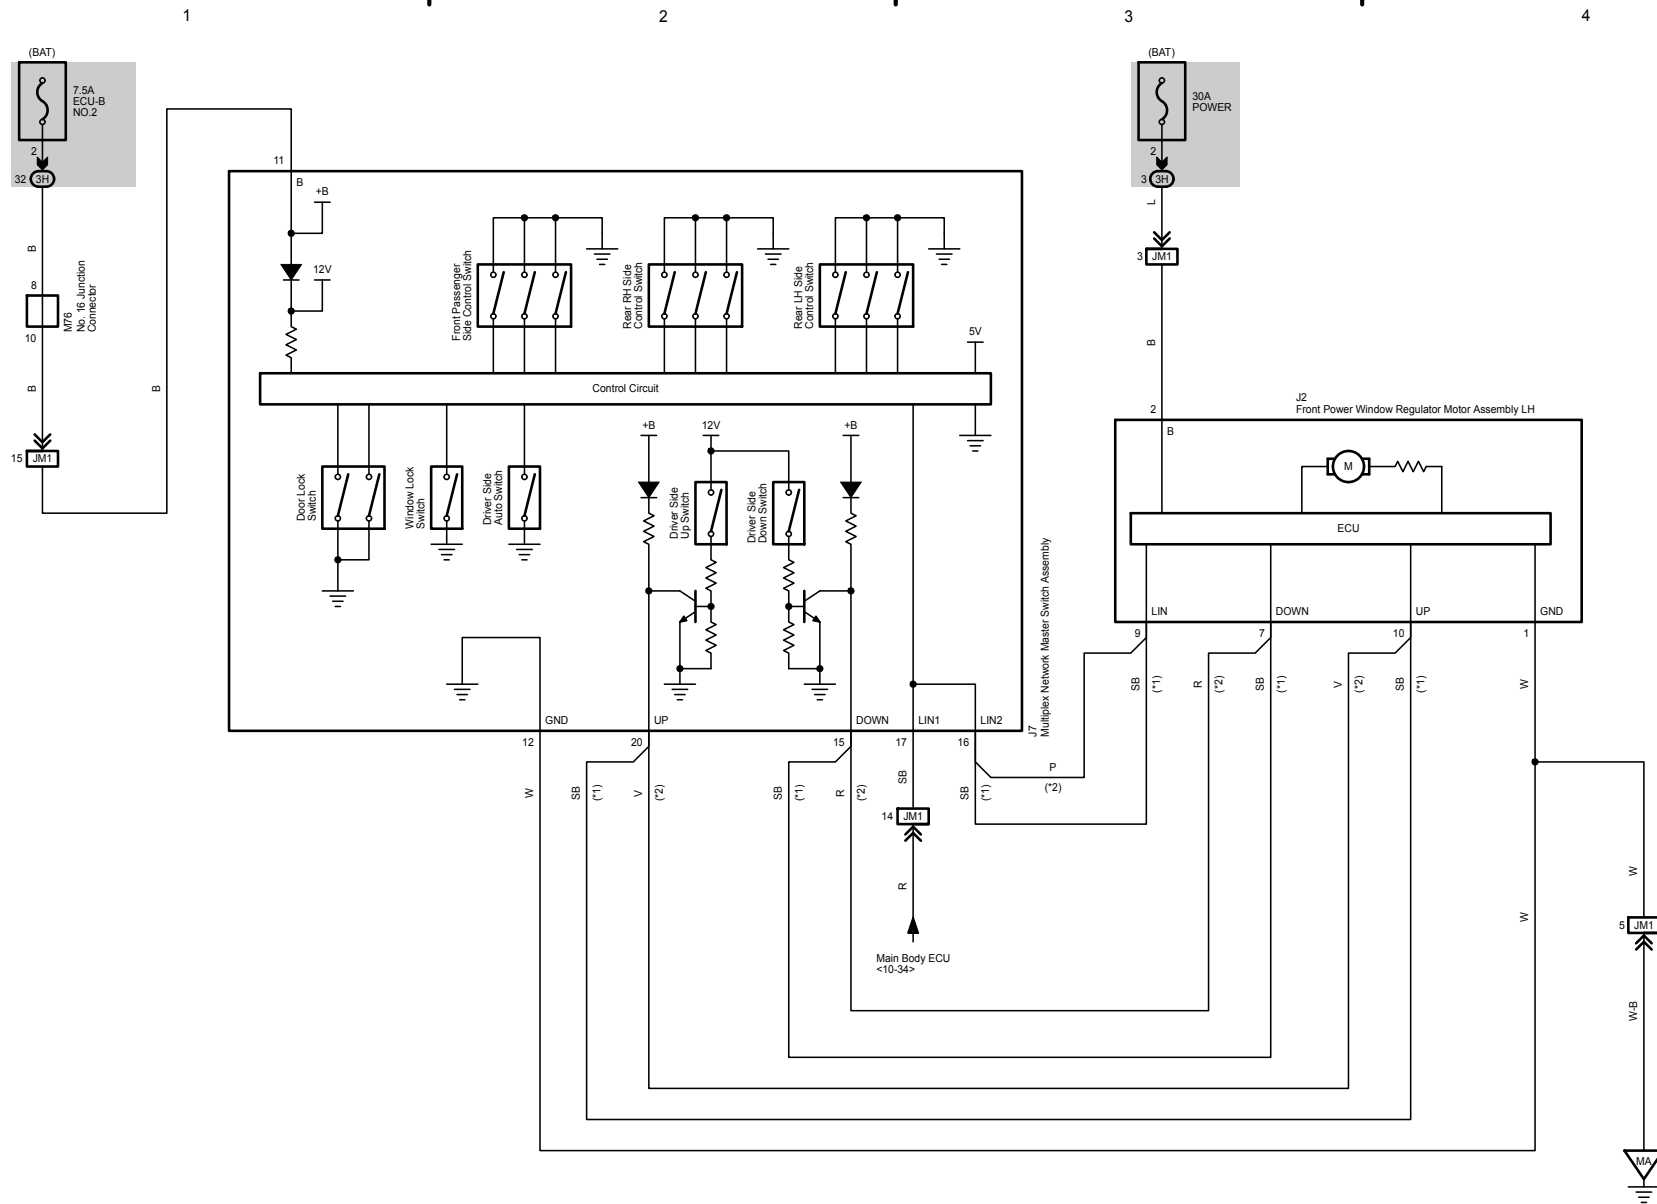 1
2
3
4
(BAT)
7.5A
ECU-B
NO.2
2
32
3H
B
8
M76
No. 16 Junction
Connector
10
B
15
JM1
B
11
B
+B
12V
Front Passenger
Side Control Switch
Rear RH Side
Control Switch
Rear LH Side
Control Switch
5V
Control Circuit
Door Lock
Switch
Window Lock
Switch
Driver Side
Auto Switch
+B
12V
+B
Driver Side
Up Switch
Driver Side
Down Switch
GND
UP
DOWN
LIN1
LIN2
J7
Multiplex Network Master Switch Assembly
12
20
15
17
16
W
SB
(*1)
V
(*2)
SB
(*1)
R
(*2)
SB
SB
(*1)
P
(*2)
14
JM1
R
Main Body ECU
<10-34>
(BAT)
30A
POWER
2
3
3H
L
3
JM1
B
J2
Front Power Window Regulator Motor Assembly LH
2
B
M
ECU
LIN
DOWN
UP
GND
9
7
10
1
SB
(*1)
R
(*2)
SB
(*1)
V
(*2)
SB
(*1)
W
W
W
5
JM1
W-B
MA